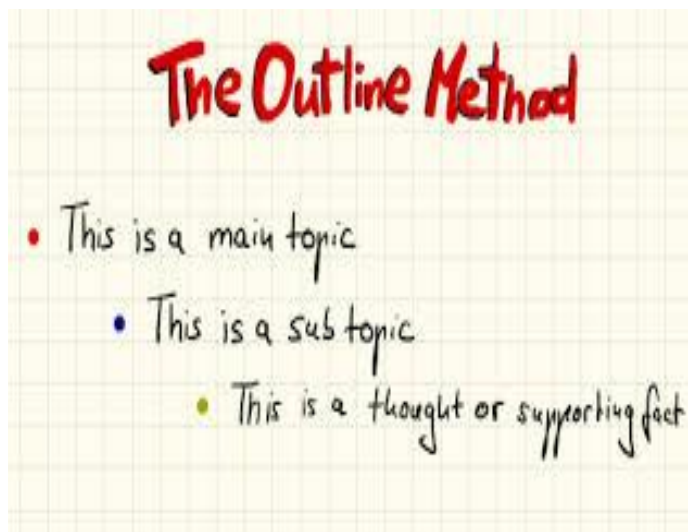 The Outline Method
This is a main topic
This is a sub topic
This is a thought or supporting fact